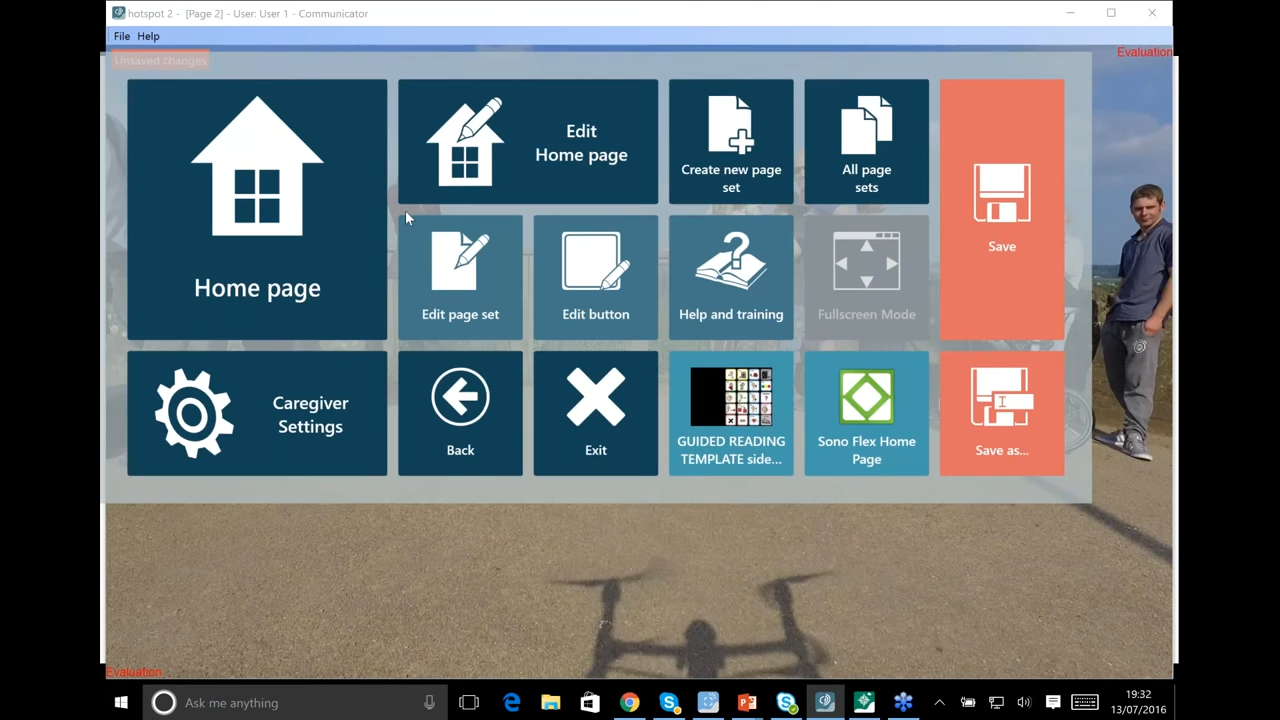 hotspot 2 - [Page 2] - User: User 1 - Communicator
File Help
Unsaved changes
Evaluation
Home page
Edit
Home page
Create new page
set
All page
sets
Save
Edit page set
Edit button
Help and training
Fullscreen Mode
Caregiver
Settings
Back
Exit
GUIDED READING
TEMPLATE side...
Sono Flex Home
Page
Save as...
Evaluation
Ask me anything
19:32
13/07/2016